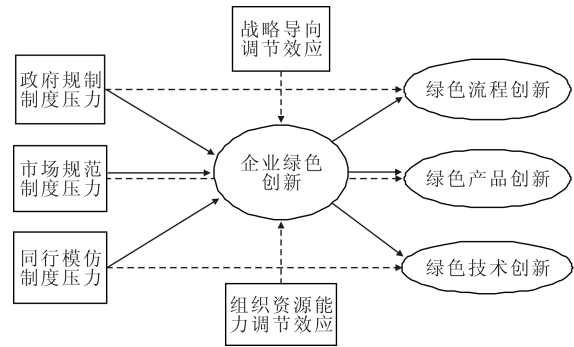 战略导向
调节效应
政府规制
制度压力
绿色流程创新
市场规范
制度压力
企业绿色
创新
绿色产品创新
同行模仿
制度压力
绿色技术创新
组织资源能
力调节效应